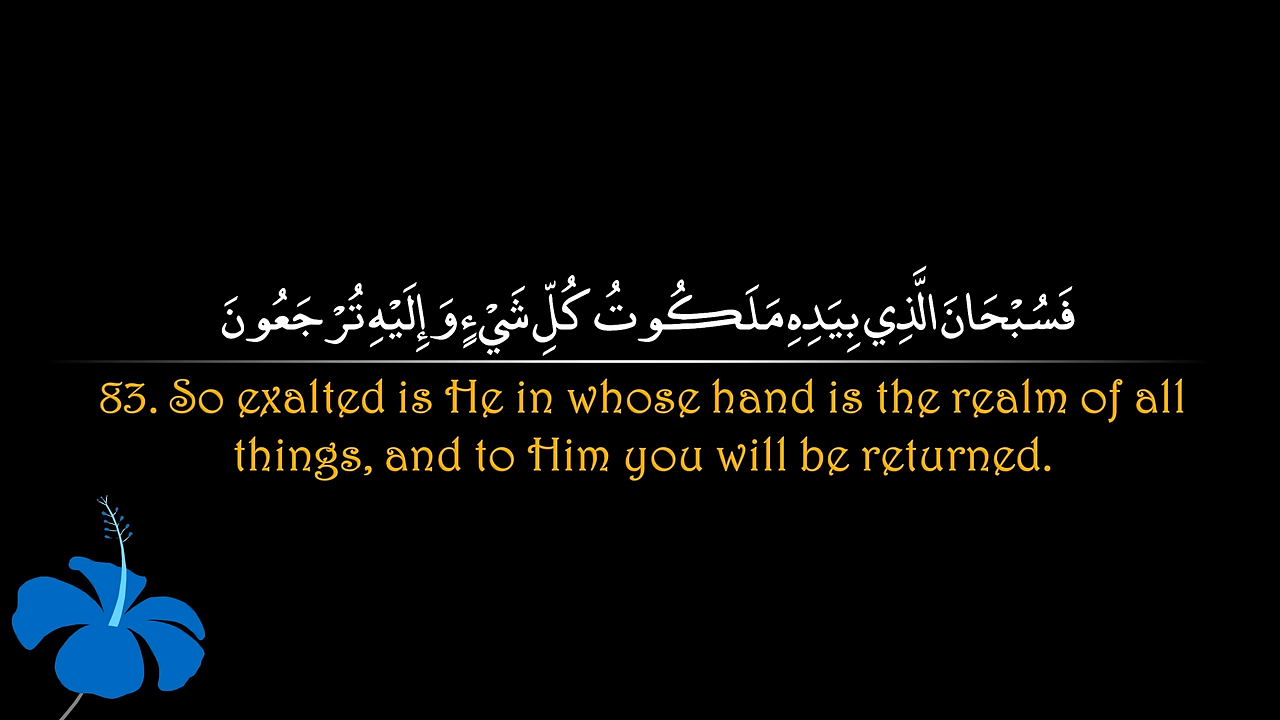 فَسُبْحَانَ الَّذِي بِيَدِهِ مَلَكُوتُ كُلِّ شَيْءٍ وَإِلَيْهِ تُرْجَعُونَ
83. So exalted is He in whose hand is the realm of all
things, and to Him you will be returned.